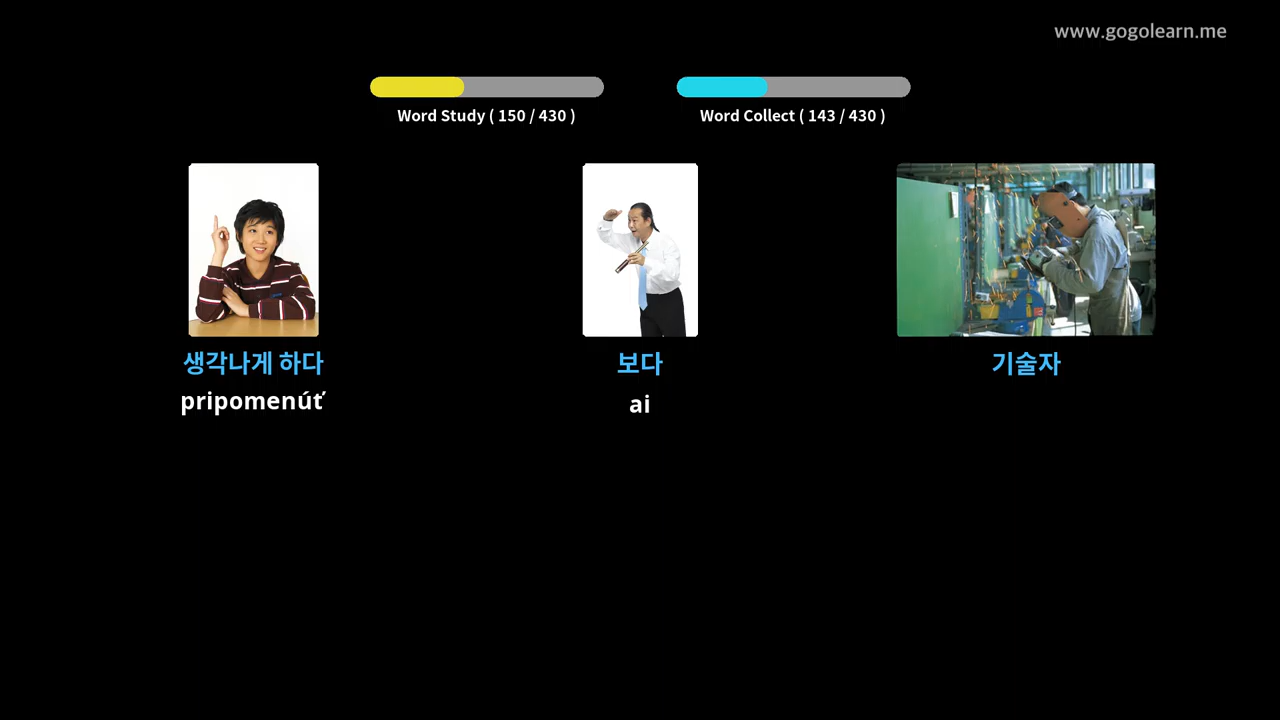 www.gogolearn.me
Word Study ( 150 / 430 )
Word Collect ( 143 / 430 )
생각나게 하다
보다
기술자
pripomenúť
ai